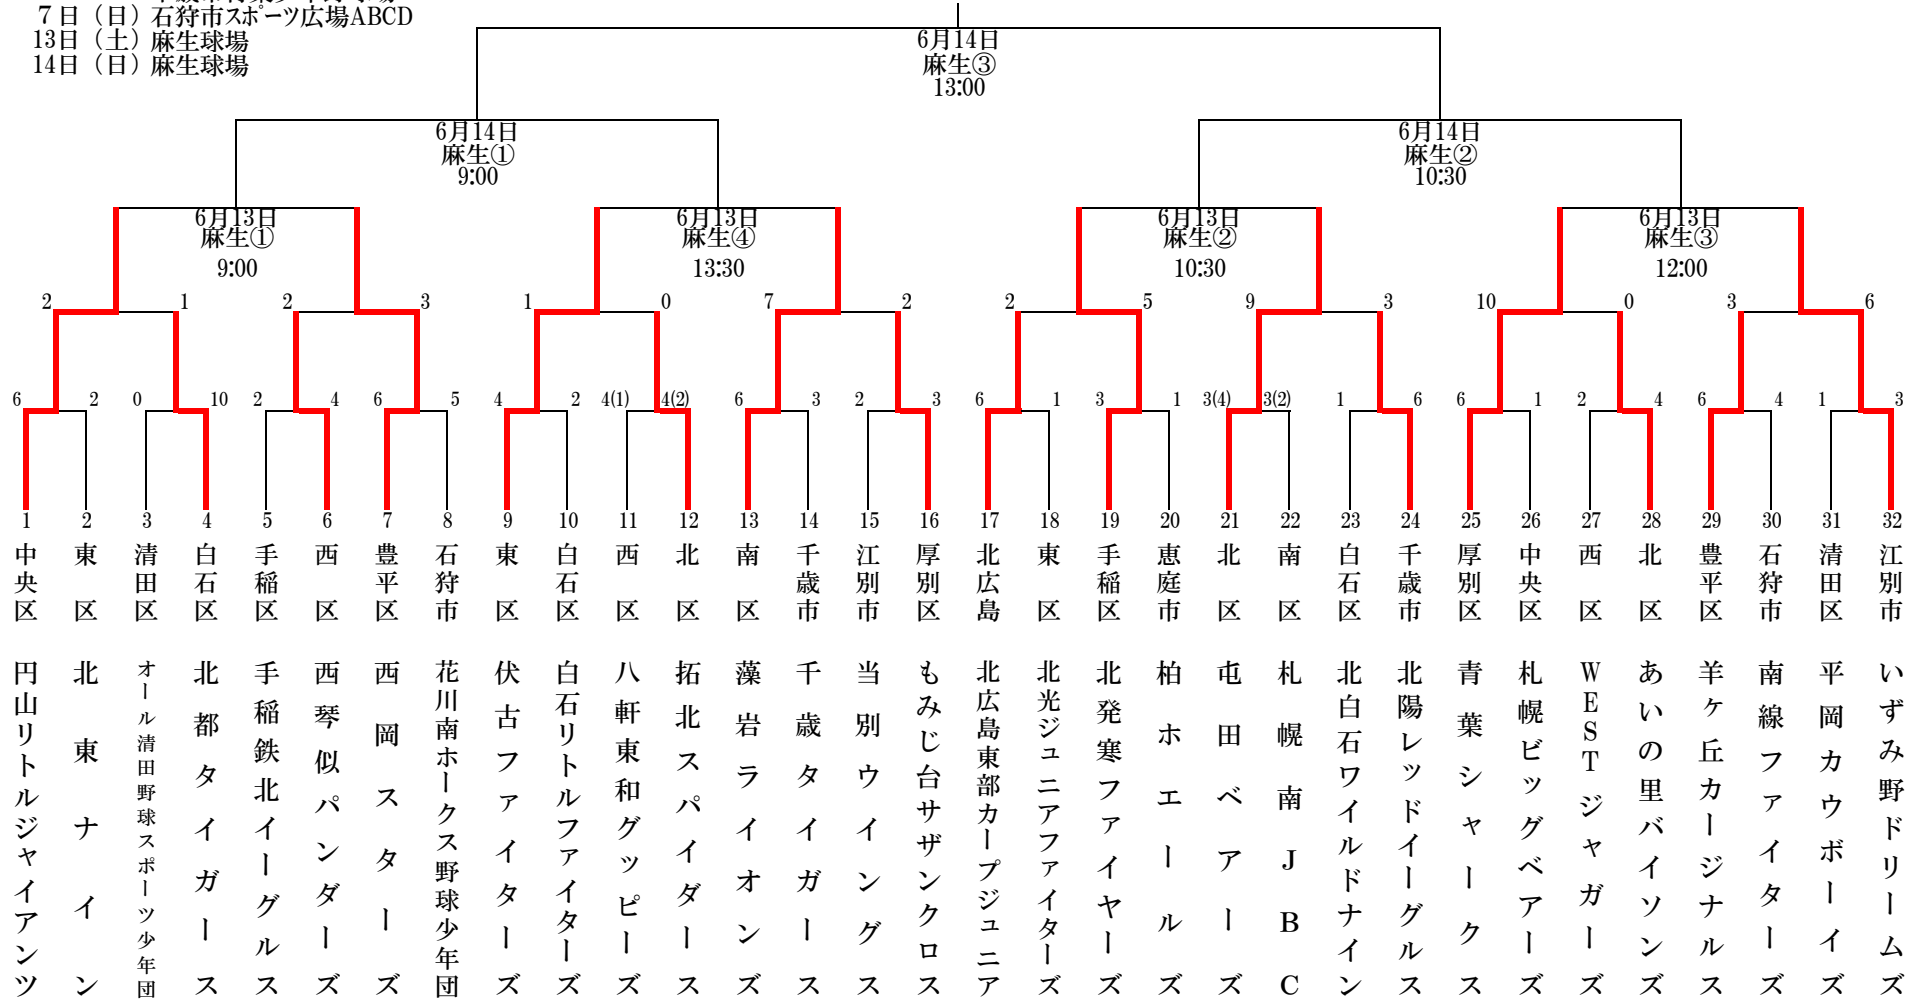 7日（日）石狩市スポーツ広場ABCD
13日（土）麻生球場
14日（日）麻生球場
6月14日
麻生③
13:00
6月14日
麻生①
9:00
6月14日
麻生②
10:30
6月13日
麻生①
9:00
6月13日
麻生④
13:30
6月13日
麻生②
10:30
6月13日
麻生③
12:00
2 1 2 3 1 0 7 2 2 5 9 3 10 0 3 6
6 2 0 10 2 4 6 5 4 2 4(1) 4(2) 6 3 2 3 6 1 3 1 3(4) 3(2) 1 6 6 1 2 4 6 4 1 3
1 2 3 4 5 6 7 8 9 10 11 12 13 14 15 16 17 18 19 20 21 22 23 24 25 26 27 28 29 30 31 32
中央区 円山リトルジャイアンツ
東区 北東ナイン
清田区 オール清田野球スポーツ少年団
白石区 北都タイガース
手稲区 手稲鉄北イーグルス
西区 西琴似パンダーズ
豊平区 西岡スターズ
石狩市 花川南ホークス野球少年団
東区 伏古ファイターズ
白石区 白石リトルファイターズ
西区 八軒東和グッピーズ
北区 拓北スパイダース
南区 藻岩ライオンズ
千歳市 千歳タイガース
江別市 当別ウイングス
厚別区 もみじ台サザンクロス
北広島 北広島東部カープジュニア
東区 北光ジュニアファイターズ
手稲区 北発寒ファイヤーズ
恵庭市 柏ホエールズ
北区 屯田ベアーズ
南区 札幌南JBC
白石区 北白石ワイルドナイン
千歳市 北陽レッドイーグルス
厚別区 青葉シャークス
中央区 札幌ビッグベアーズ
西区 WESTジャガーズ
北区 あいの里バイソンズ
豊平区 羊ヶ丘カージナルス
石狩市 南線ファイターズ
清田区 平岡カウボーイズ
江別市 いずみ野ドリームズ